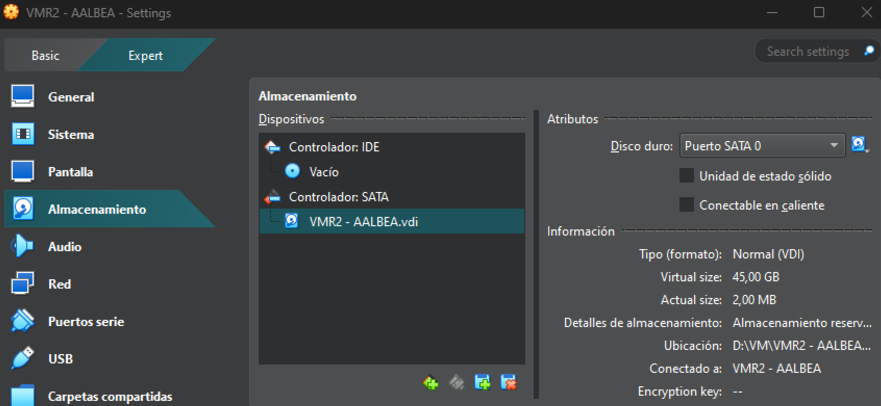 VMR2 - AALBEA - Settings
Basic
Expert
Search settings
General
Sistema
Pantalla
Almacenamiento
Audio
Red
Puertos serie
USB
Carpetas compartidas
Almacenamiento
Dispositivos
Controlador: IDE
Vacío
Controlador: SATA
VMR2 - AALBEA.vdi
Atributos
Disco duro: Puerto SATA 0
Unidad de estado sólido
Conectable en caliente
Información
Tipo (formato): Normal (VDI)
Virtual size: 45,00 GB
Actual size: 2,00 MB
Detalles de almacenamiento: Almacenamiento reserv...
Ubicación: D:\VM\VMR2 - AALBEA...
Conectado a: VMR2 - AALBEA
Encryption key: --